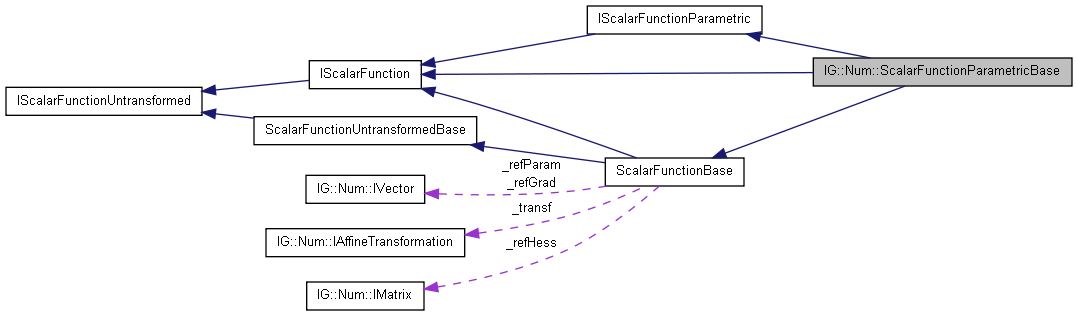 IScalarFunctionParametric
IG::Num::ScalarFunctionParametricBase
IScalarFunction
IScalarFunctionUntransformed
ScalarFunctionUntransformedBase
ScalarFunctionBase
_refParam
_refGrad
IG::Num::IVector
_transf
IG::Num::IAffineTransformation
_refHess
IG::Num::IMatrix